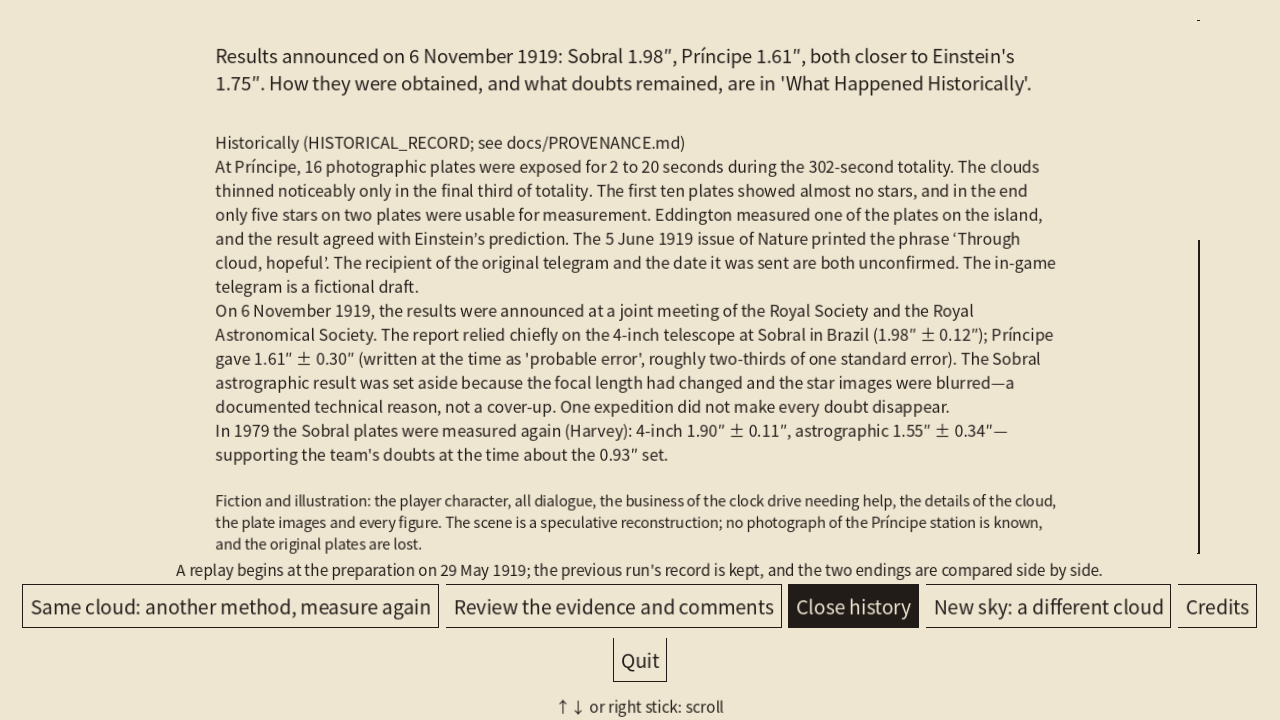 Results announced on 6 November 1919: Sobral 1.98″, Príncipe 1.61″, both closer to Einstein's
1.75″. How they were obtained, and what doubts remained, are in 'What Happened Historically'.
Historically (HISTORICAL_RECORD; see docs/PROVENANCE.md)
At Príncipe, 16 photographic plates were exposed for 2 to 20 seconds during the 302-second totality. The clouds
thinned noticeably only in the final third of totality. The first ten plates showed almost no stars, and in the end
only five stars on two plates were usable for measurement. Eddington measured one of the plates on the island,
and the result agreed with Einstein’s prediction. The 5 June 1919 issue of Nature printed the phrase ‘Through
cloud, hopeful’. The recipient of the original telegram and the date it was sent are both unconfirmed. The in-game
telegram is a fictional draft.
On 6 November 1919, the results were announced at a joint meeting of the Royal Society and the Royal
Astronomical Society. The report relied chiefly on the 4-inch telescope at Sobral in Brazil (1.98″ ± 0.12″); Príncipe
gave 1.61″ ± 0.30″ (written at the time as 'probable error', roughly two-thirds of one standard error). The Sobral
astrographic result was set aside because the focal length had changed and the star images were blurred—a
documented technical reason, not a cover-up. One expedition did not make every doubt disappear.
In 1979 the Sobral plates were measured again (Harvey): 4-inch 1.90″ ± 0.11″, astrographic 1.55″ ± 0.34″—
supporting the team's doubts at the time about the 0.93″ set.
Fiction and illustration: the player character, all dialogue, the business of the clock drive needing help, the details of the cloud,
the plate images and every figure. The scene is a speculative reconstruction; no photograph of the Príncipe station is known,
and the original plates are lost.
A replay begins at the preparation on 29 May 1919; the previous run's record is kept, and the two endings are compared side by side.
Same cloud: another method, measure again
Review the evidence and comments
Close history
New sky: a different cloud
Credits
Quit
↑ ↓ or right stick: scroll